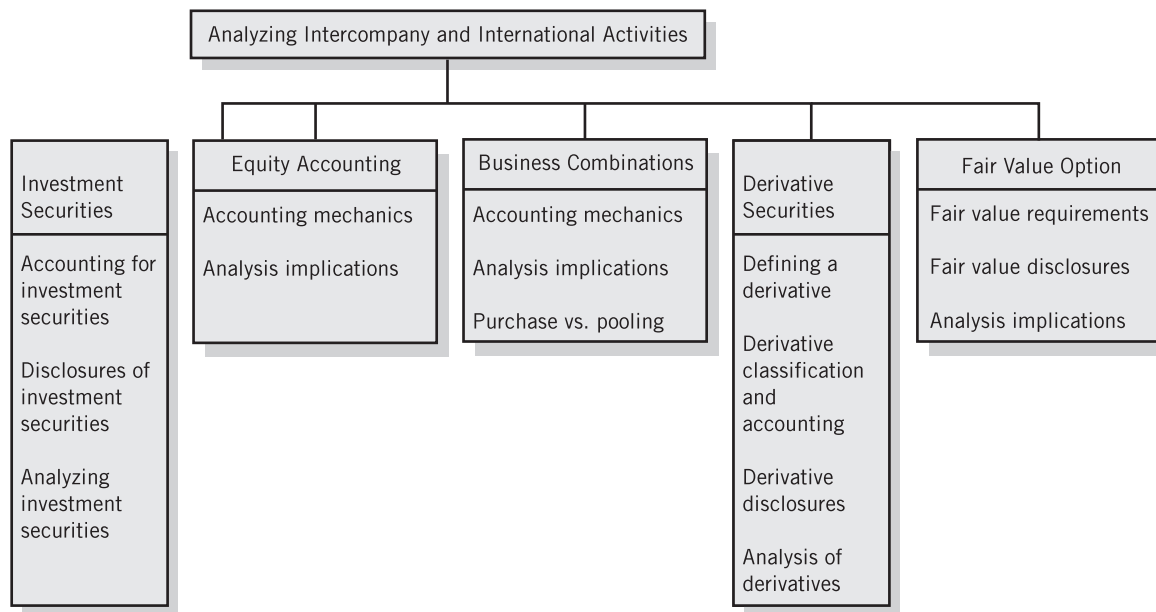 Analyzing Intercompany and International Activities
Investment
Securities
Accounting for
investment
securities
Disclosures of
investment
securities
Analyzing
investment
securities
Equity Accounting
Accounting mechanics
Analysis implications
Business Combinations
Accounting mechanics
Analysis implications
Purchase vs. pooling
Derivative
Securities
Defining a
derivative
Derivative
classification
and
accounting
Derivative
disclosures
Analysis of
derivatives
Fair Value Option
Fair value requirements
Fair value disclosures
Analysis implications